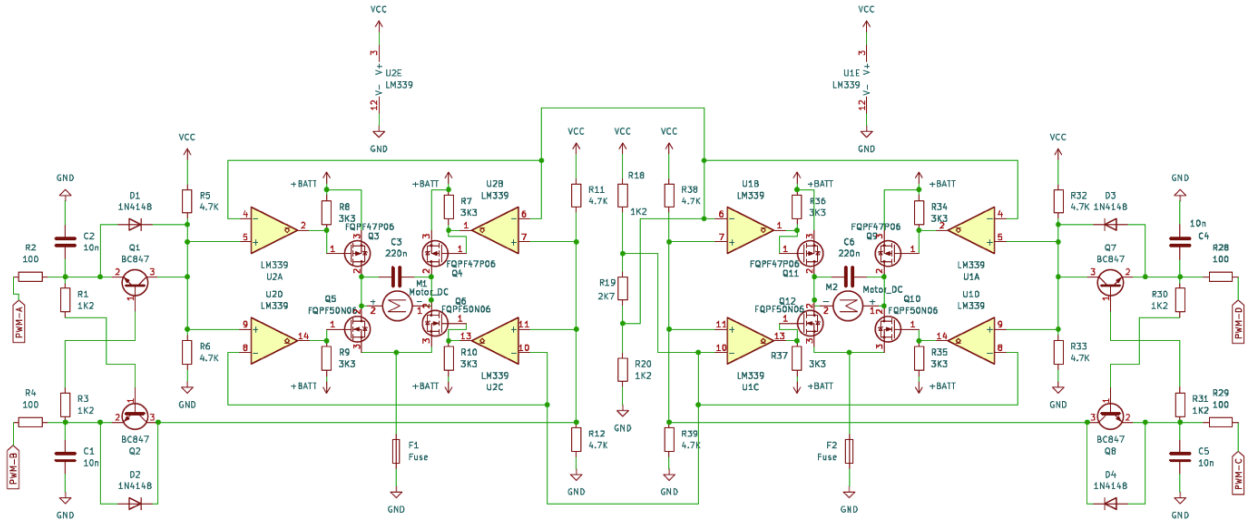 VCC
VCC
3
V+
U2E
LM339
V-
12
GND
3
V+
U1E
LM339
V-
12
GND
VCC
VCC
VCC
VCC
VCC
GND
D1
1N4148
R5
4.7K
+BATT
+BATT
U2B
LM339
R11
4.7K
R18
1K2
R38
4.7K
U1B
LM339
+BATT
+BATT
R32
4.7K
D3
1N4148
GND
R2
100
C2
10n
Q1
BC847
2
3
1
4
5
2
R8
3K3
FQPF47P06
Q3
R7
3K3
1
6
7
C3
220n
Q4
FQPF47P06
LM339
U2A
6
7
1
R36
3K3
FQPF47P06
Q9
R34
3K3
2
4
5
C6
220n
FQPF47P06
Q11
LM339
U1A
Q7
BC847
10n
C4
R28
100
R1
1K2
PWM-A
U2D
LM339
Q5
FQPF50N06
M1
Motor_DC
Q6
FQPF50N06
R19
2K7
Q12
FQPF50N06
M2
Motor_DC
Q10
FQPF50N06
U1D
LM339
R30
1K2
PWM-D
9
8
14
R6
4.7K
GND
R9
3K3
+BATT
R10
3K3
+BATT
13
11
10
LM339
U2C
R20
1K2
GND
11
10
13
LM339
U1C
R37
3K3
+BATT
R35
3K3
+BATT
14
9
8
R33
4.7K
GND
R4
100
R3
1K2
BC847
Q2
PWM-B
C1
10n
D2
1N4148
GND
F1
Fuse
GND
R12
4.7K
GND
R39
4.7K
GND
F2
Fuse
GND
BC847
Q8
D4
1N4148
R31
1K2
R29
100
C5
10n
PWM-C
GND